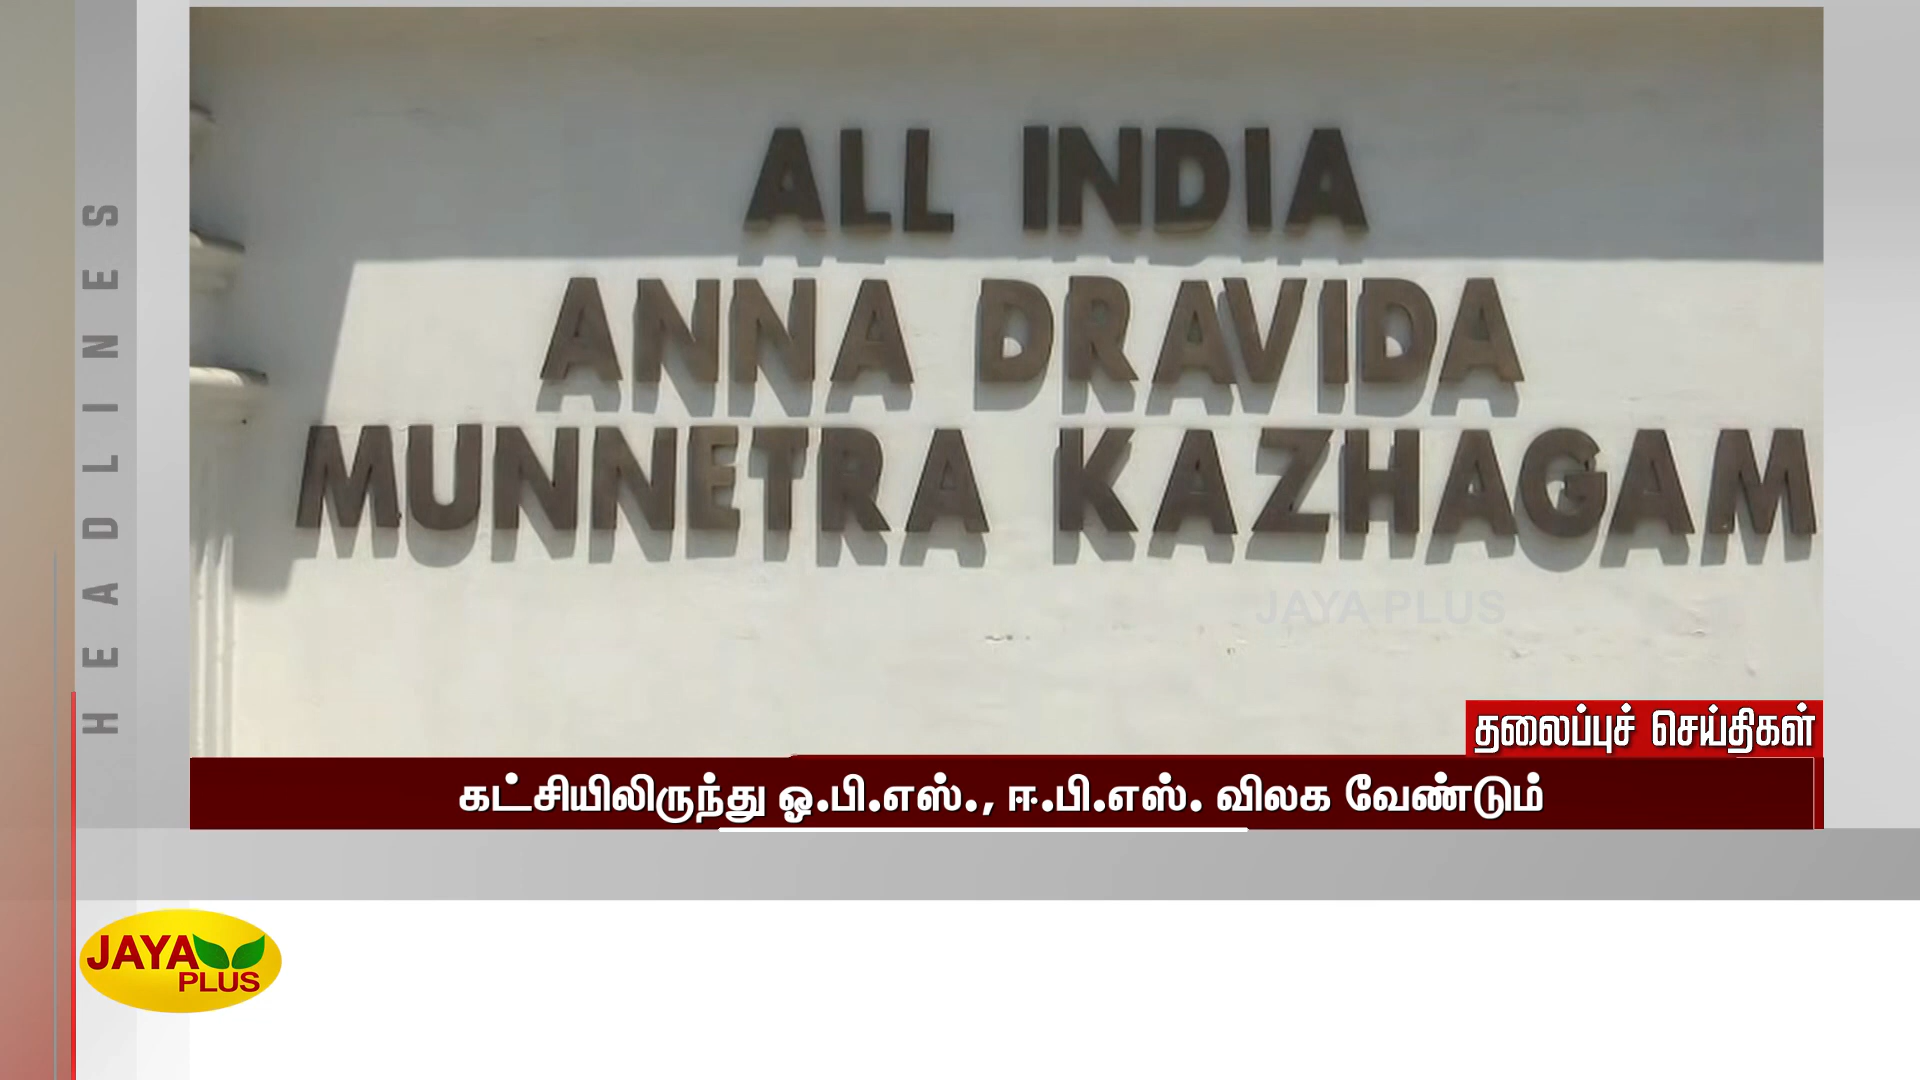 HEADLINES
ALL INDIA
ANNA DRAVIDA
MUNNETRA KAZHAGAM
JAYA PLUS
தலைப்புச் செய்திகள்
கட்சியிலிருந்து ஓ.பி.எஸ்., ஈ.பி.எஸ். விலக வேண்டும்
JAYA
PLUS